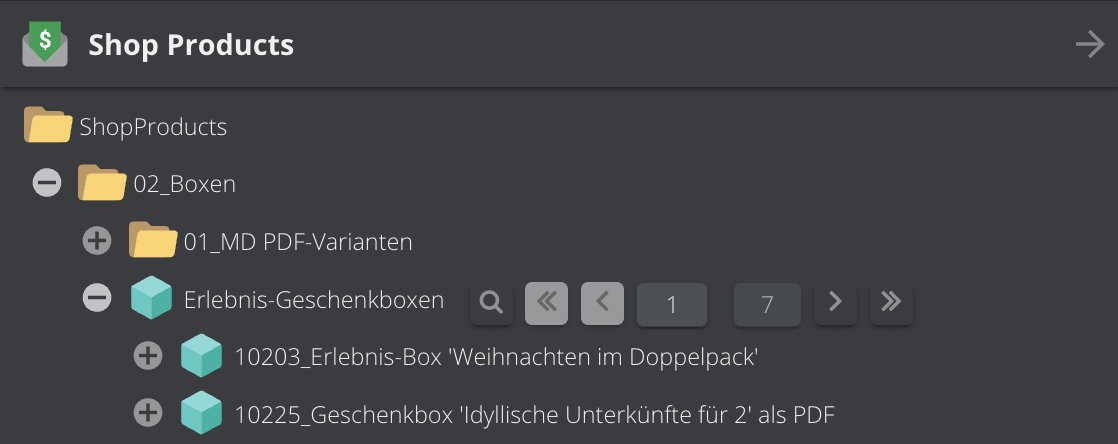 $
Shop Products
ShopProducts
02_Boxen
01_MD PDF-Varianten
Erlebnis-Geschenkboxen 1 7
10203_Erlebnis-Box 'Weihnachten im Doppelpack'
10225_Geschenkbox 'Idyllische Unterkünfte für 2' als PDF